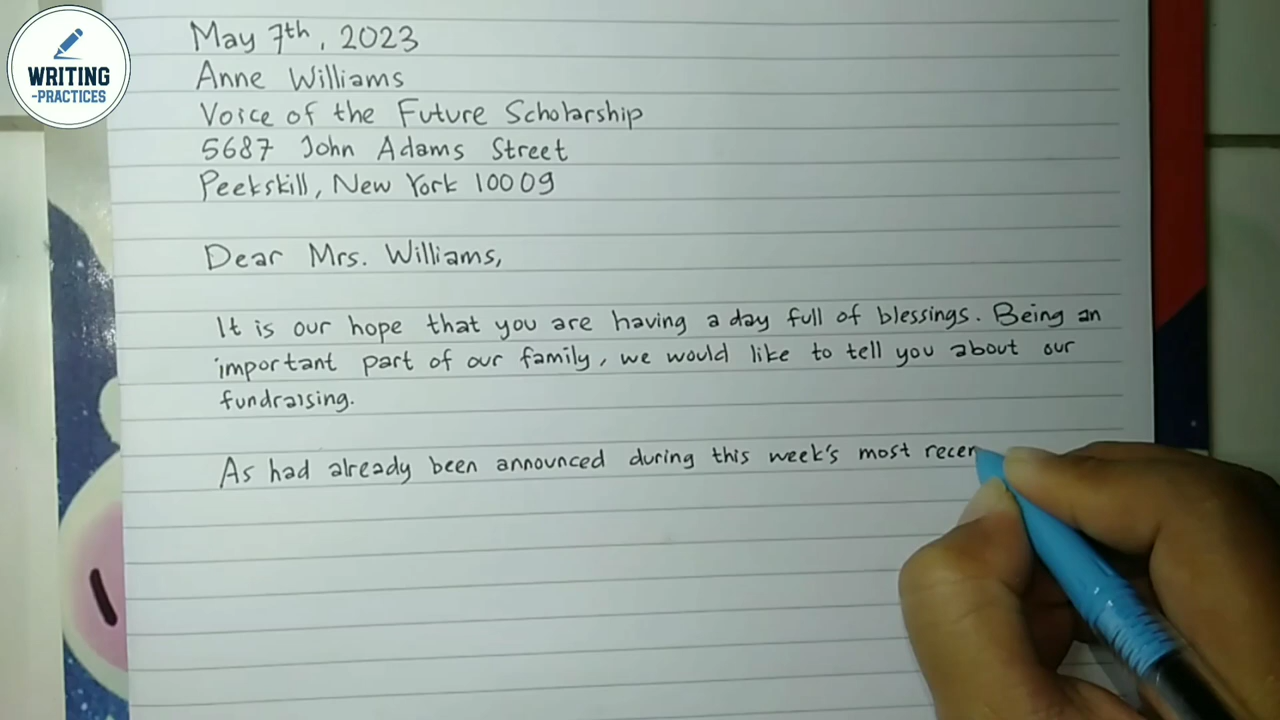 WRITING
-PRACTICES
May 7th, 2023
Anne Williams
Voice of the Future Scholarship
5687 John Adams Street
Peekskill, New York 10009
Dear Mrs. Williams,
It is our hope that you are having a day full of blessings. Being an
important part of our family, we would like to tell you about our
fundraising.
As had already been announced during this week's most recen